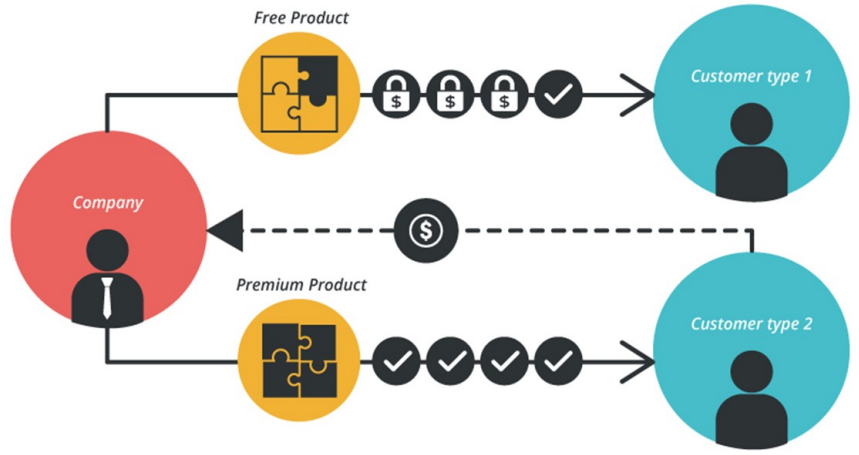 Free Product
Customer type 1
$ $ $
Company
$
Premium Product
Customer type 2